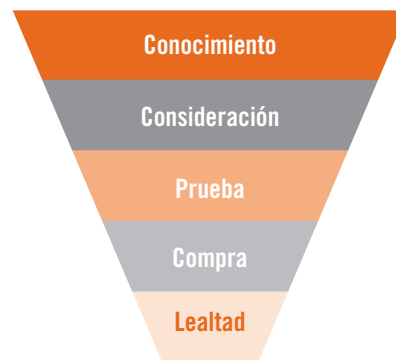 Conocimiento
Consideración
Prueba
Compra
Lealtad